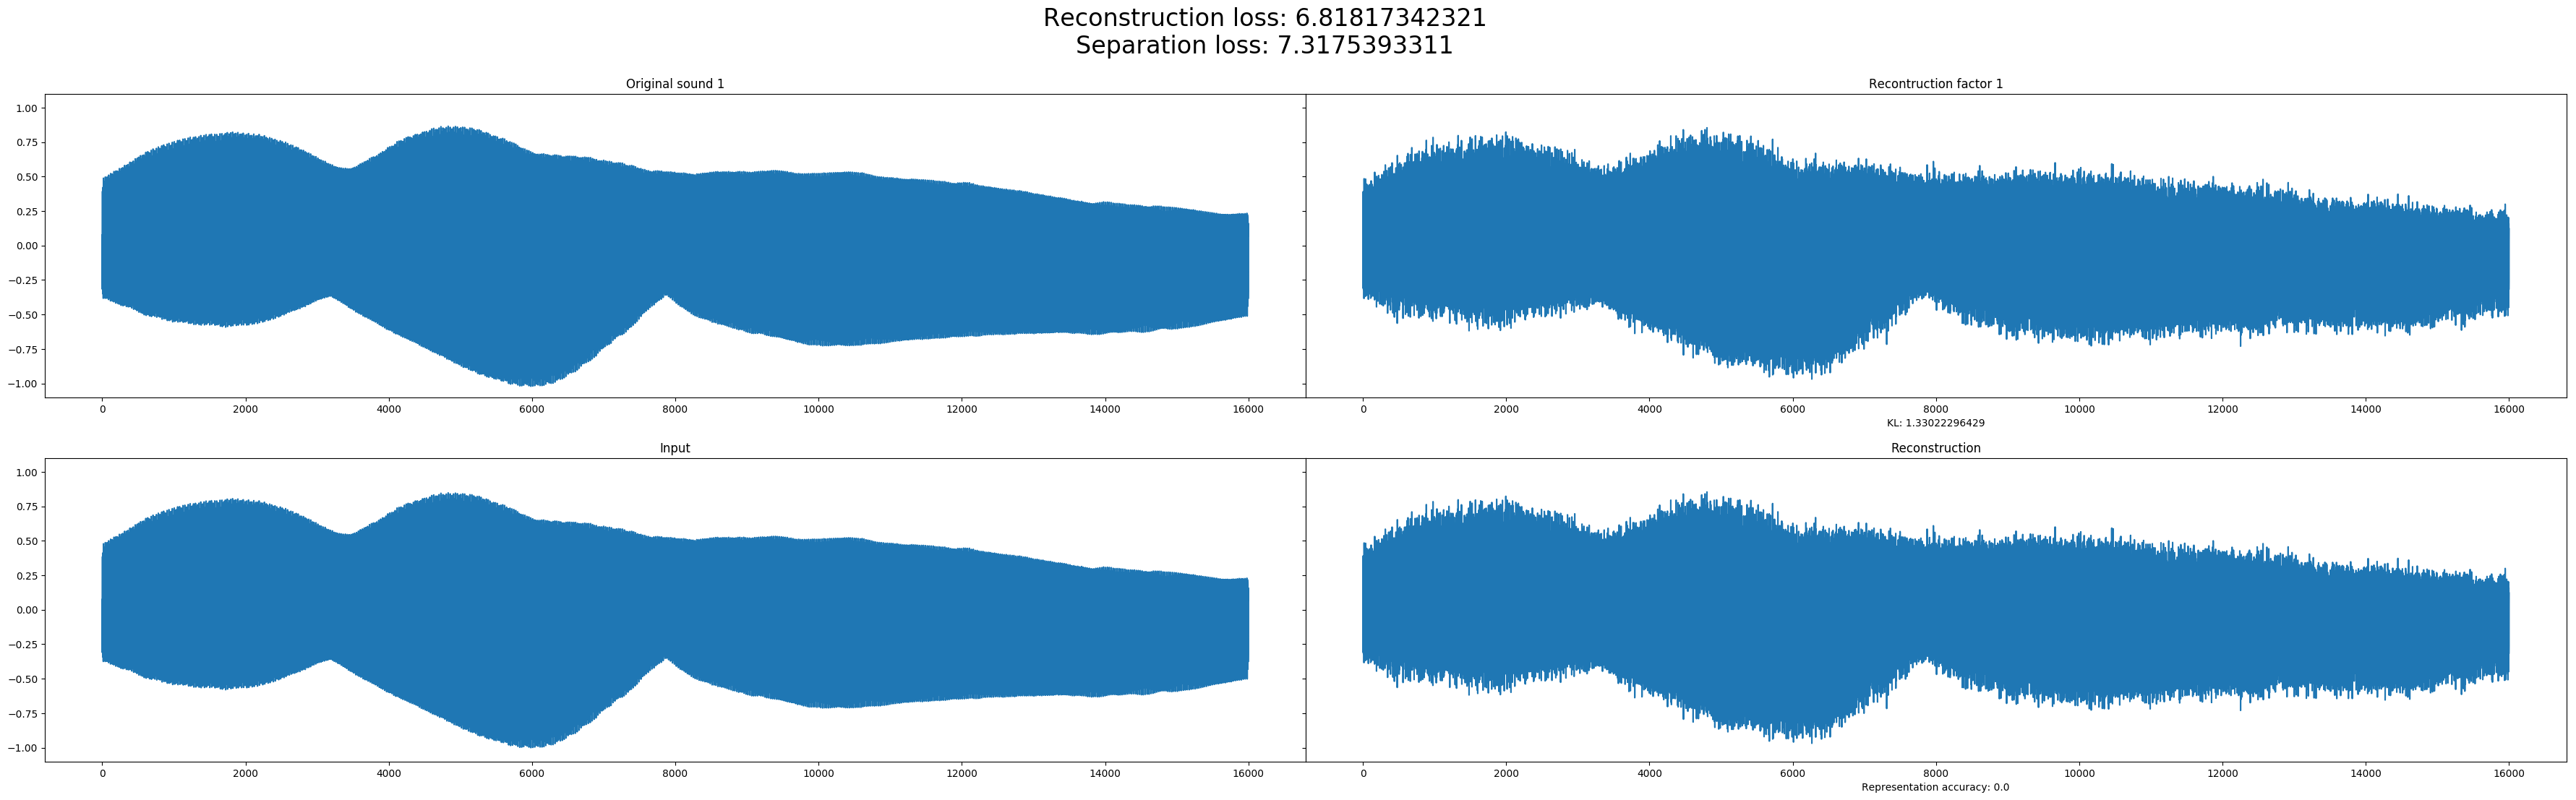 Reconstruction loss: 6.81817342321
Separation loss: 7.3175393311
Original sound 1
Recontruction factor 1
1.00
0.75
0.50
0.25
0.00
−0.25
−0.50
−0.75
−1.00
0 2000 4000 6000 8000 10000 12000 14000 16000
0 2000 4000 6000 8000 10000 12000 14000 16000
KL: 1.33022296429
Input
Reconstruction
1.00
0.75
0.50
0.25
0.00
−0.25
−0.50
−0.75
−1.00
0 2000 4000 6000 8000 10000 12000 14000 16000
0 2000 4000 6000 8000 10000 12000 14000 16000
Representation accuracy: 0.0